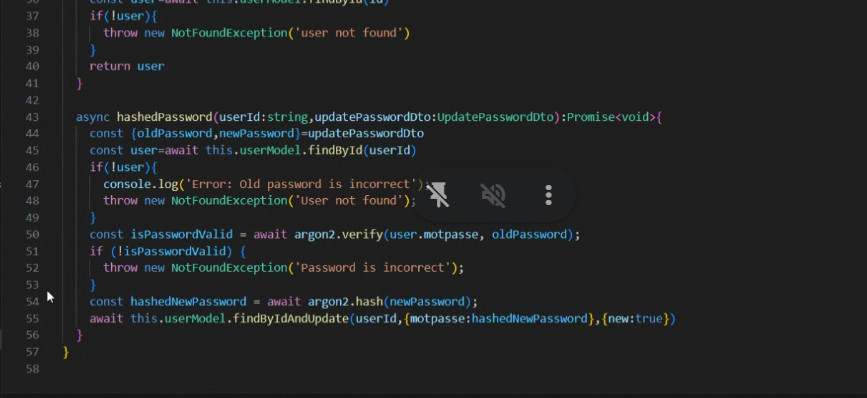 36 const user=await this.userModel.findById(id)
37 if(!user){
38 throw new NotFoundException('user not found')
39 }
40 return user
41 }
42
43 async hashedPassword(userId:string,updatePasswordDto:UpdatePasswordDto):Promise<void>{
44 const {oldPassword,newPassword}=updatePasswordDto
45 const user=await this.userModel.findById(userId)
46 if(!user){
47 console.log('Error: Old password is incorrect');
48 throw new NotFoundException('User not found');
49 }
50 const isPasswordValid = await argon2.verify(user.motpasse, oldPassword);
51 if (!isPasswordValid) {
52 throw new NotFoundException('Password is incorrect');
53 }
54 const hashedNewPassword = await argon2.hash(newPassword);
55 await this.userModel.findByIdAndUpdate(userId,{motpasse:hashedNewPassword},{new:true})
56 }
57 }
58